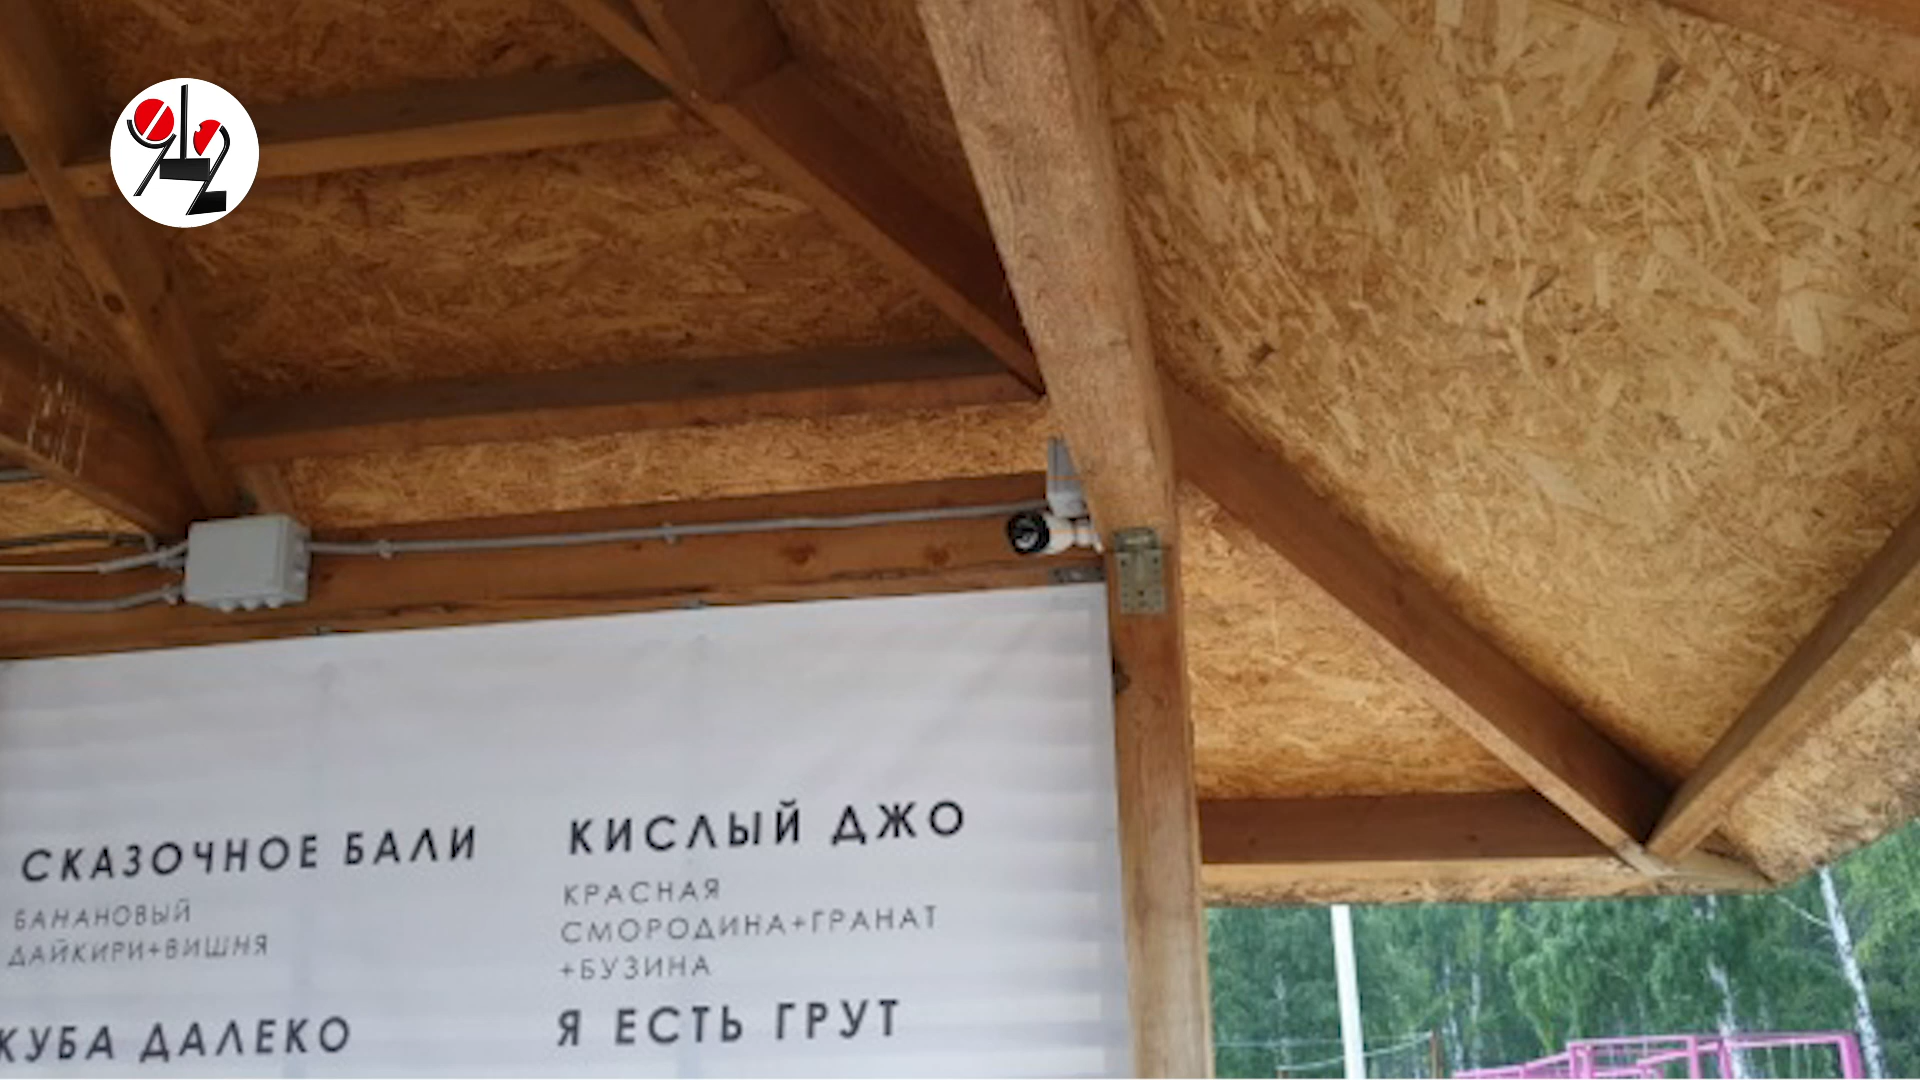 СКАЗОЧНОЕ БАЛИ
БАНАНОВЫЙ
ДАЙКИРИ+ВИШНЯ
КУБА ДАЛЕКО
КИСЛЫЙ ДЖО
КРАСНАЯ
СМОРОДИНА+ГРАНАТ
+БУЗИНА
Я ЕСТЬ ГРУТ